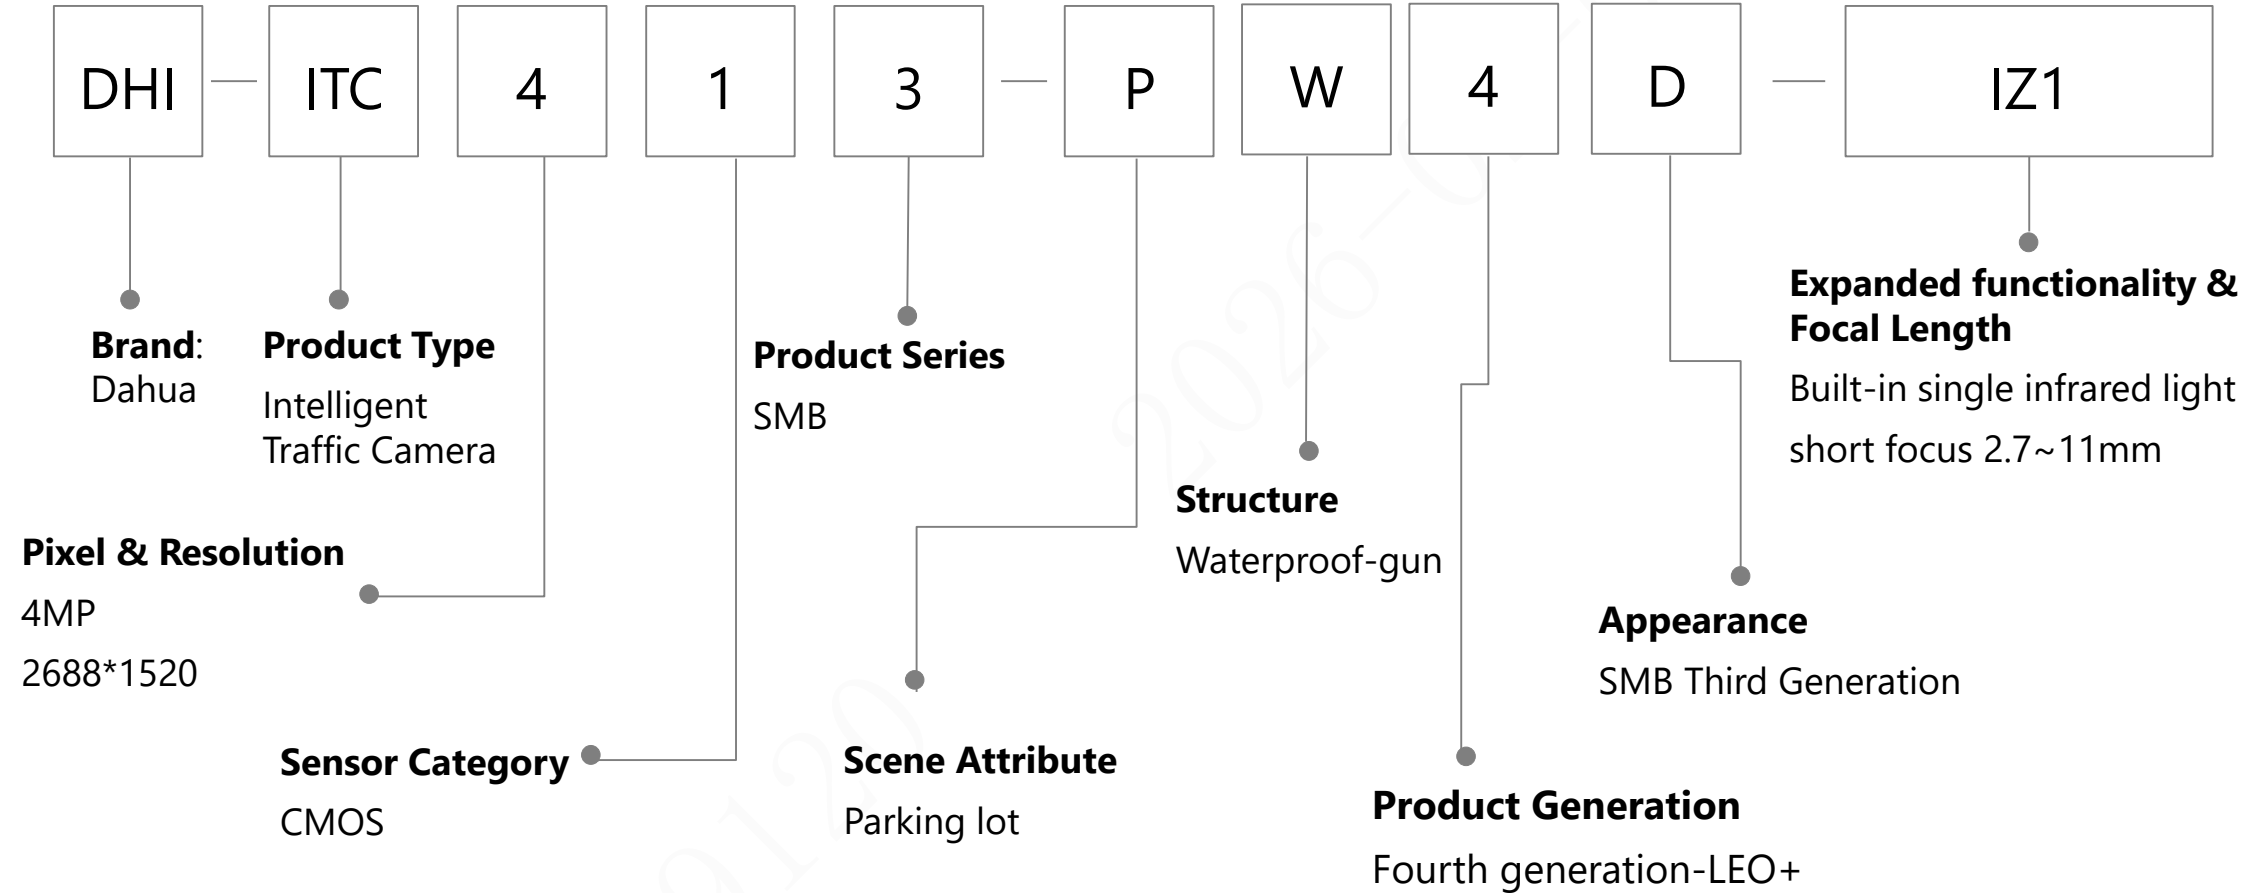 DHI — ITC 4 1 3 — P W 4 D — IZ1
Brand:
Dahua
Product Type
Intelligent
Traffic Camera
Pixel & Resolution
4MP
2688*1520
Sensor Category
CMOS
Product Series
SMB
Scene Attribute
Parking lot
Structure
Waterproof-gun
Product Generation
Fourth generation-LEO+
Appearance
SMB Third Generation
Expanded functionality &
Focal Length
Built-in single infrared light
short focus 2.7~11mm